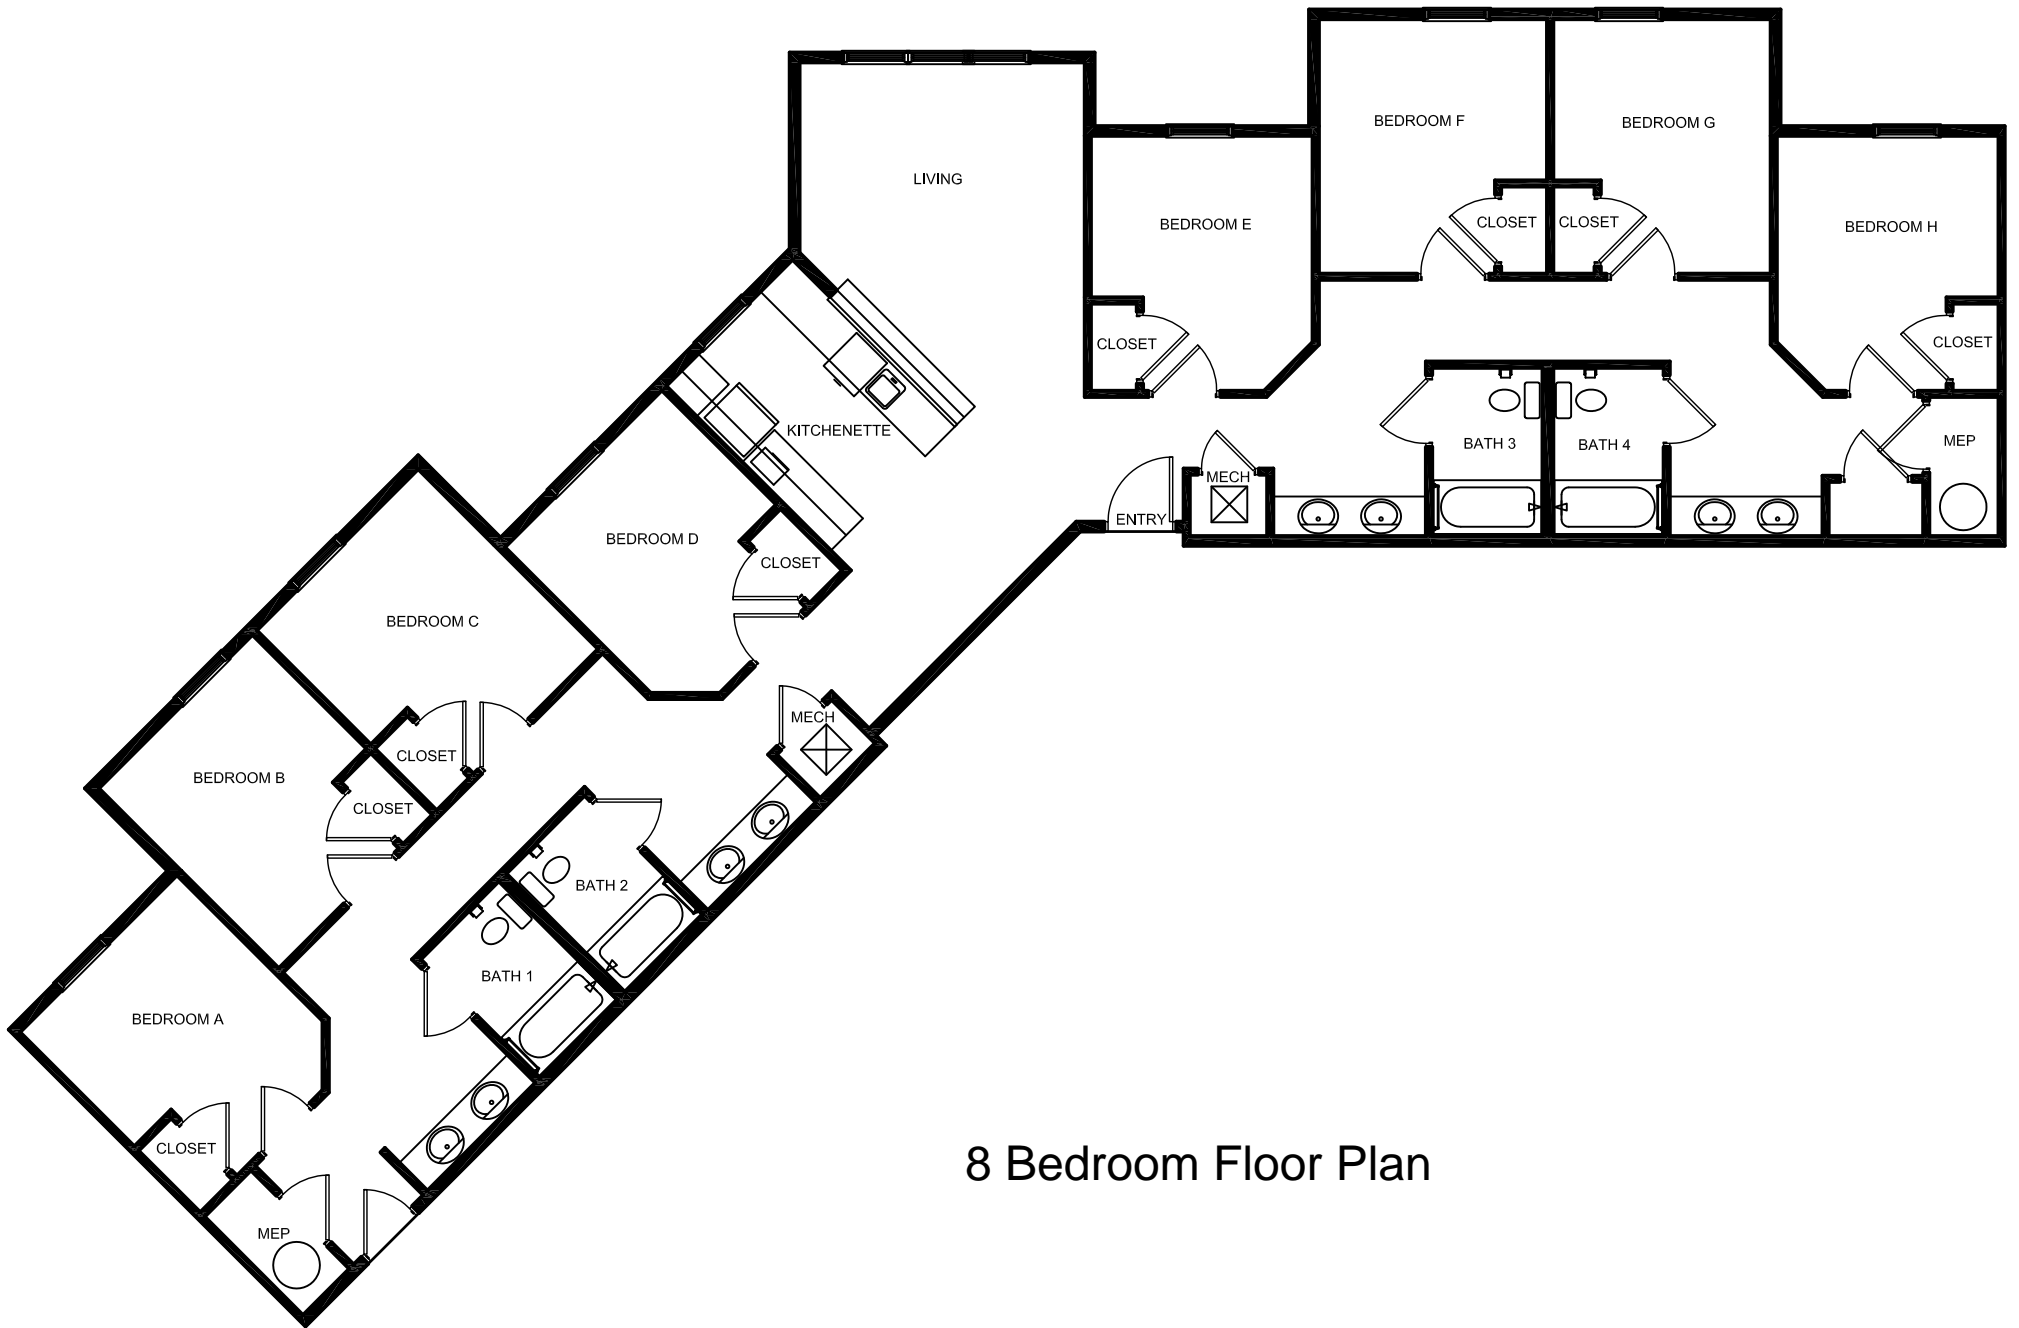 BEDROOM F
BEDROOM G
LIVING
BEDROOM E
CLOSET
CLOSET
BEDROOM H
CLOSET
CLOSET
KITCHENETTE
BATH 3
BATH 4
MEP
MECH
ENTRY
BEDROOM D
CLOSET
BEDROOM C
MECH
CLOSET
BEDROOM B
CLOSET
BATH 2
BATH 1
BEDROOM A
CLOSET
8 Bedroom Floor Plan
MEP